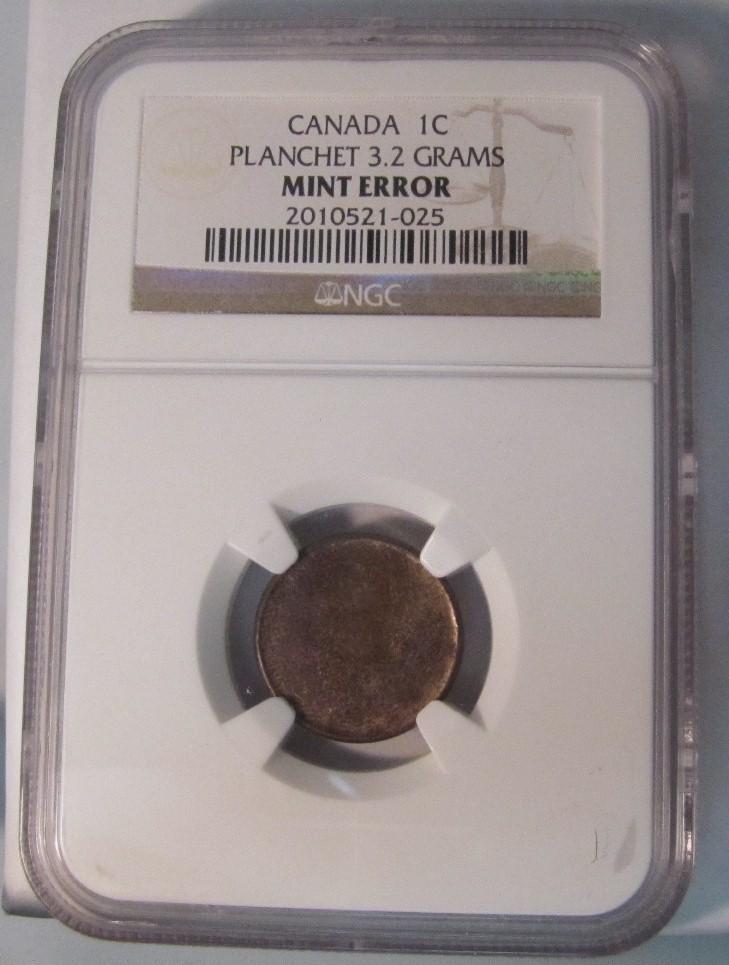 CANADA 1C
PLANCHET 3.2 GRAMS
MINT ERROR
2010521-025
NGC